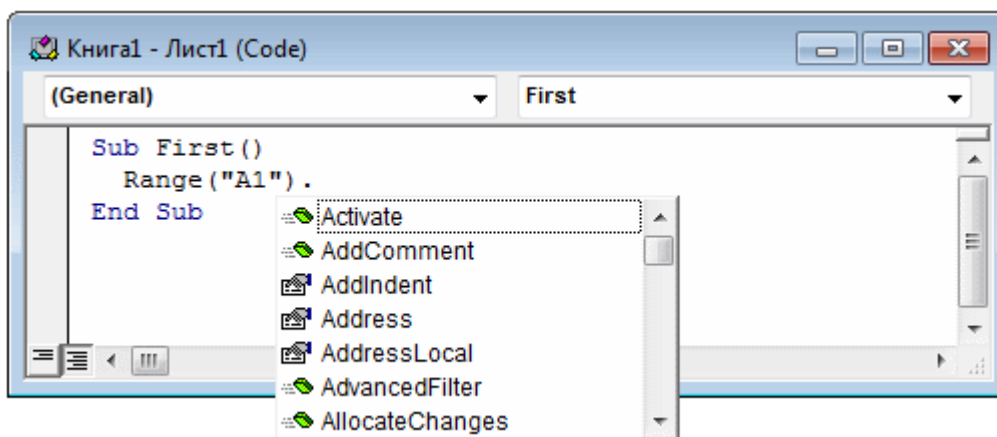 Книга1 - Лист1 (Code)
(General) First
Sub First()
Range("A1").
End Sub
Activate
AddComment
AddIndent
Address
AddressLocal
AdvancedFilter
AllocateChanges